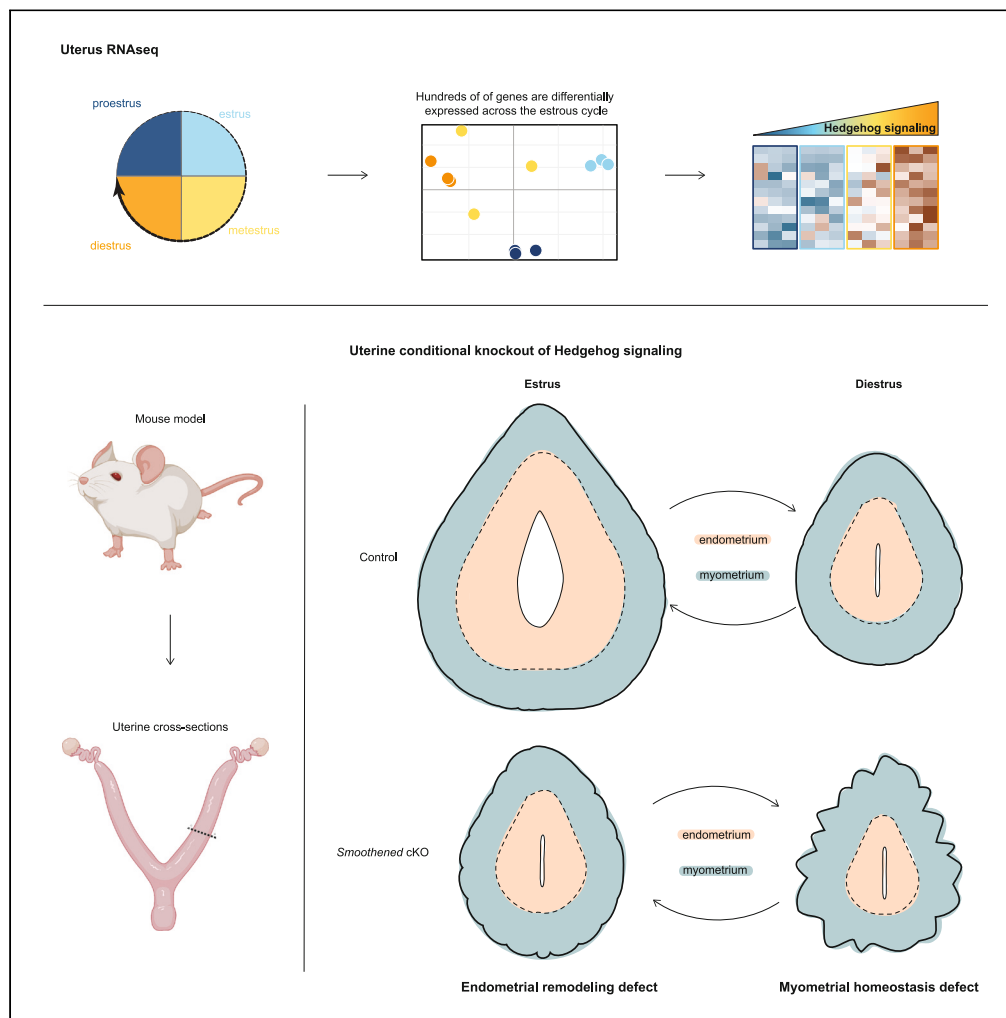 Uterus RNAseq
proestrus
estrus
diestrus
metestrus
Hundreds of of genes are differentially
expressed across the estrous cycle
Hedgehog signaling
Uterine conditional knockout of Hedgehog signaling
Mouse model
Uterine cross-sections
Estrus
Diestrus
Control
endometrium
myometrium
Smoothened cKO
endometrium
myometrium
Endometrial remodeling defect
Myometrial homeostasis defect